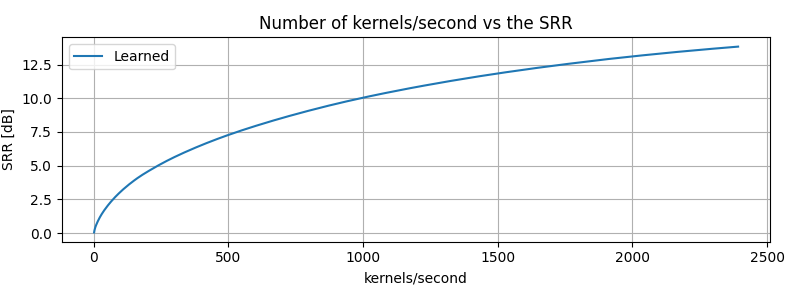 Number of kernels/second vs the SRR
Learned
SRR [dB]
12.5
10.0
7.5
5.0
2.5
0.0
0 500 1000 1500 2000 2500
kernels/second